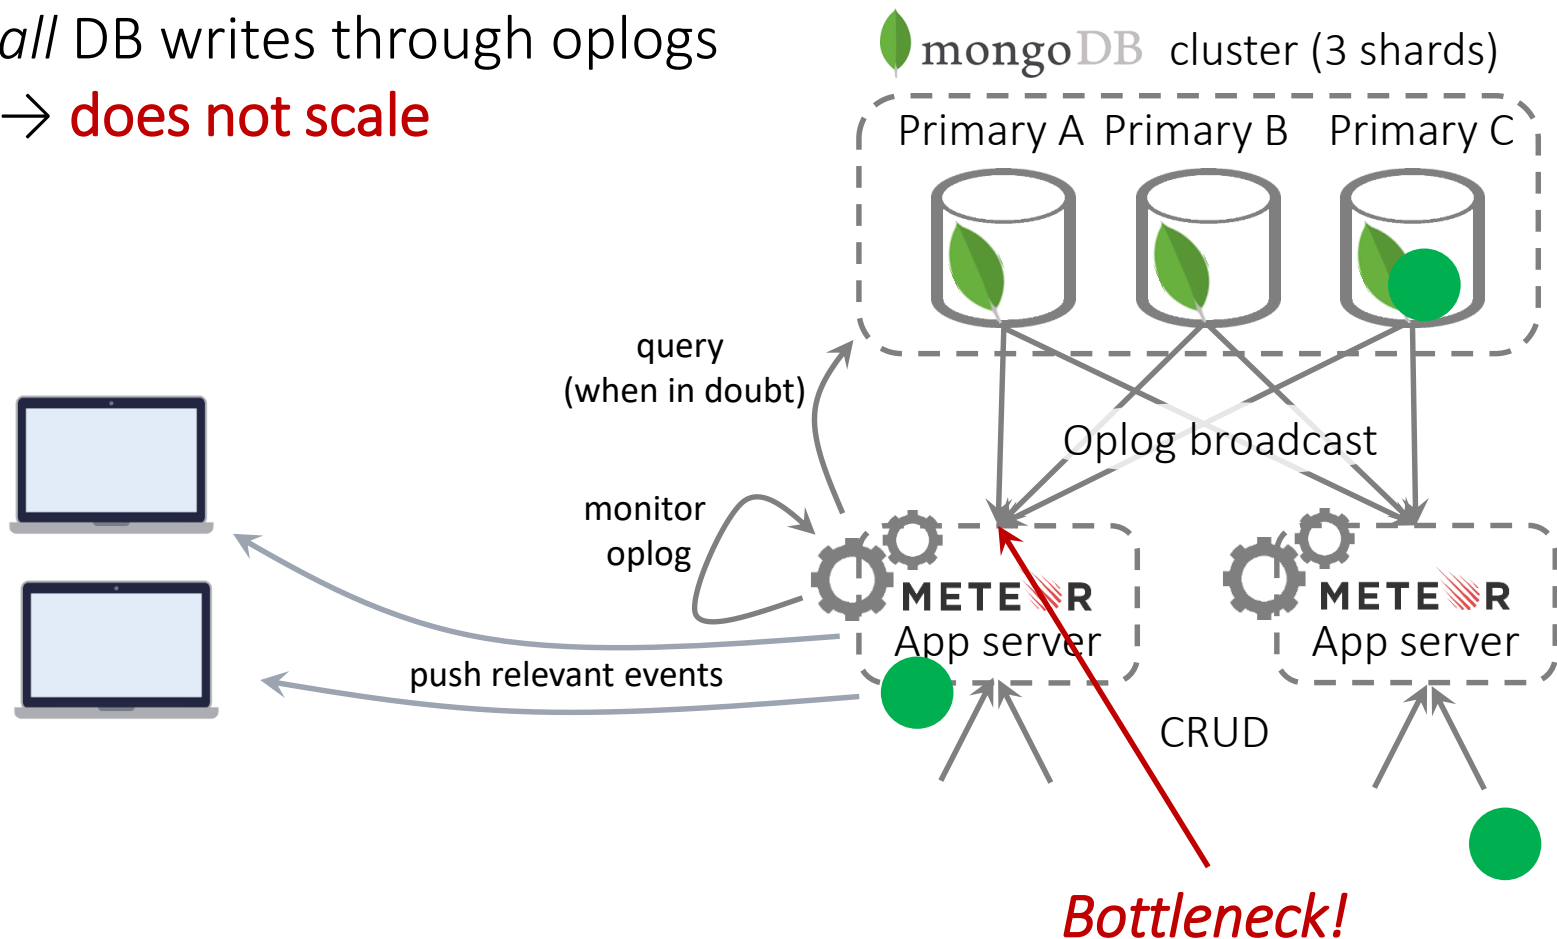 all DB writes through oplogs
→ does not scale
mongoDB cluster (3 shards)
Primary A Primary B Primary C
query
(when in doubt)
Oplog broadcast
monitor
oplog
METEOR
App server
METEOR
App server
push relevant events
CRUD
Bottleneck!